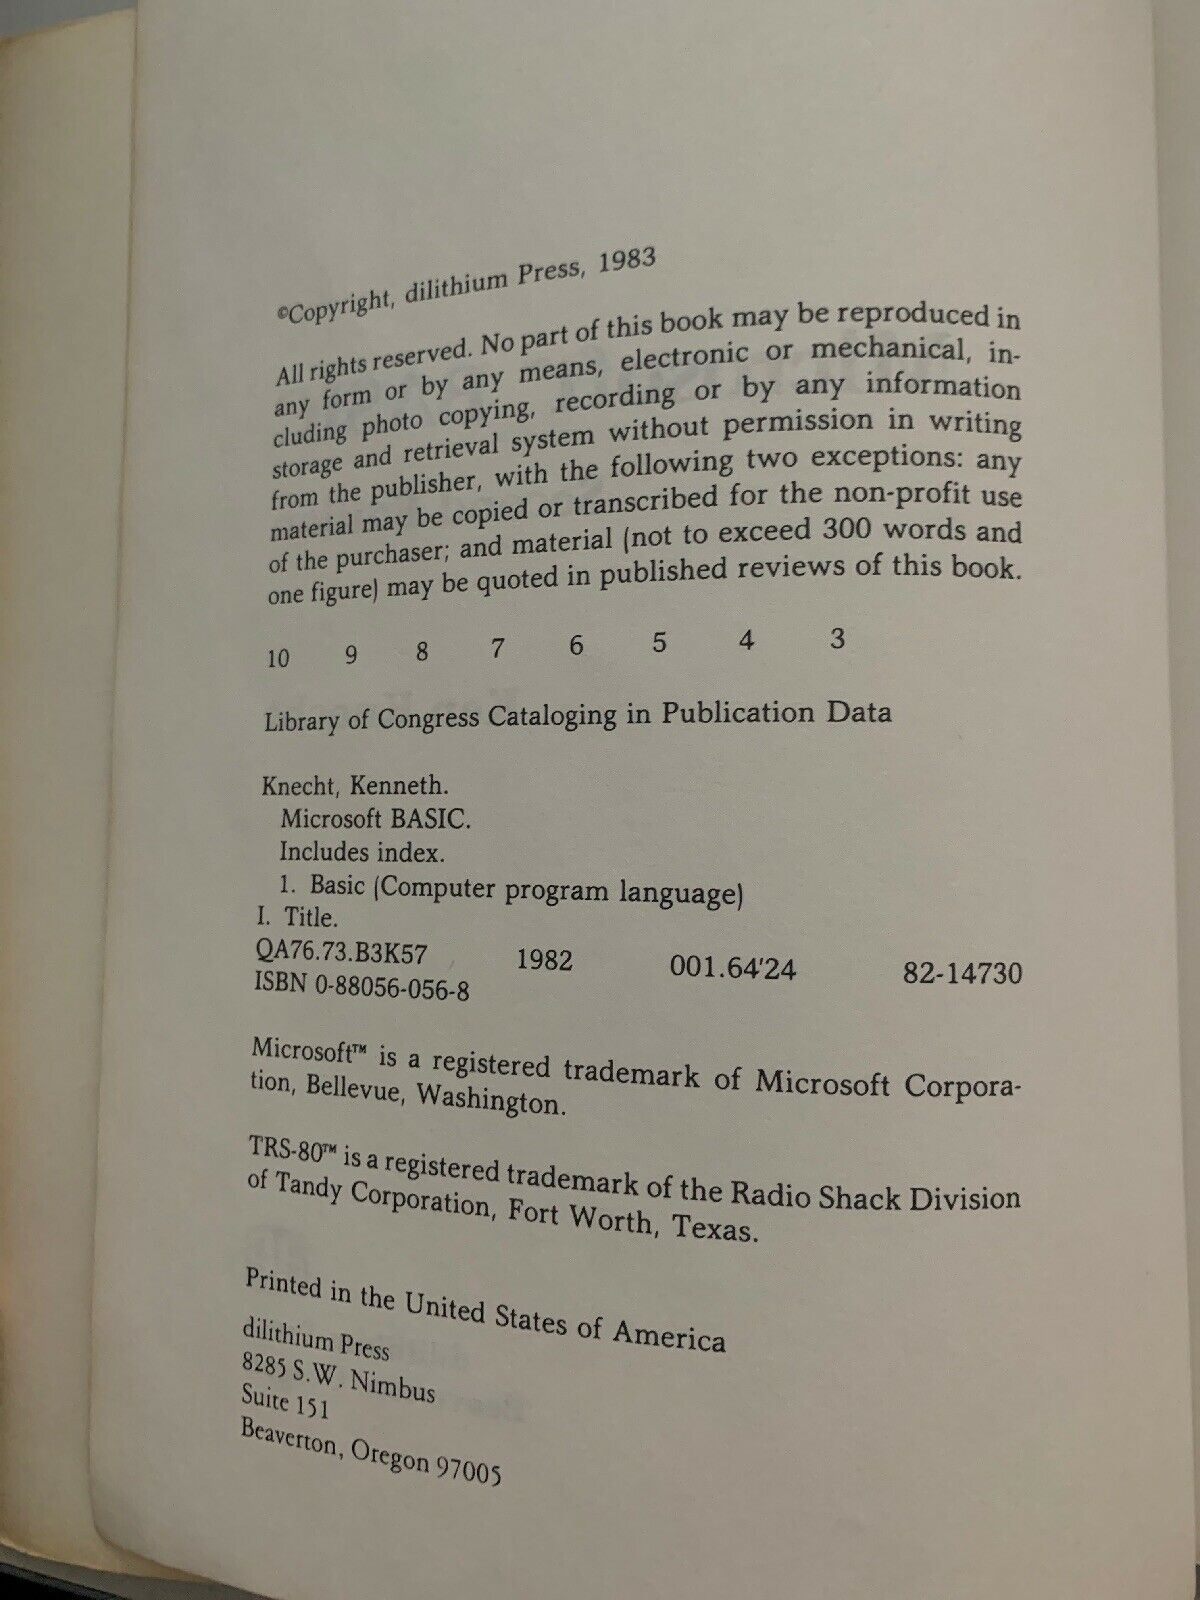 ©Copyright, dilithium Press, 1983
All rights reserved. No part of this book may be reproduced in
any form or by any means, electronic or mechanical, in-
cluding photo copying, recording or by any information
storage and retrieval system without permission in writing
from the publisher, with the following two exceptions: any
material may be copied or transcribed for the non-profit use
of the purchaser; and material (not to exceed 300 words and
one figure) may be quoted in published reviews of this book.
10 9 8 7 6 5 4 3
Library of Congress Cataloging in Publication Data
Knecht, Kenneth.
Microsoft BASIC.
Includes index.
1. Basic (Computer program language)
I. Title.
QA76.73.B3K57 1982 001.64'24 82-14730
ISBN 0-88056-056-8
Microsoft™ is a registered trademark of Microsoft Corpora-
tion, Bellevue, Washington.
TRS-80™ is a registered trademark of the Radio Shack Division
of Tandy Corporation, Fort Worth, Texas.
Printed in the United States of America
dilithium Press
8285 S.W. Nimbus
Suite 151
Beaverton, Oregon 97005